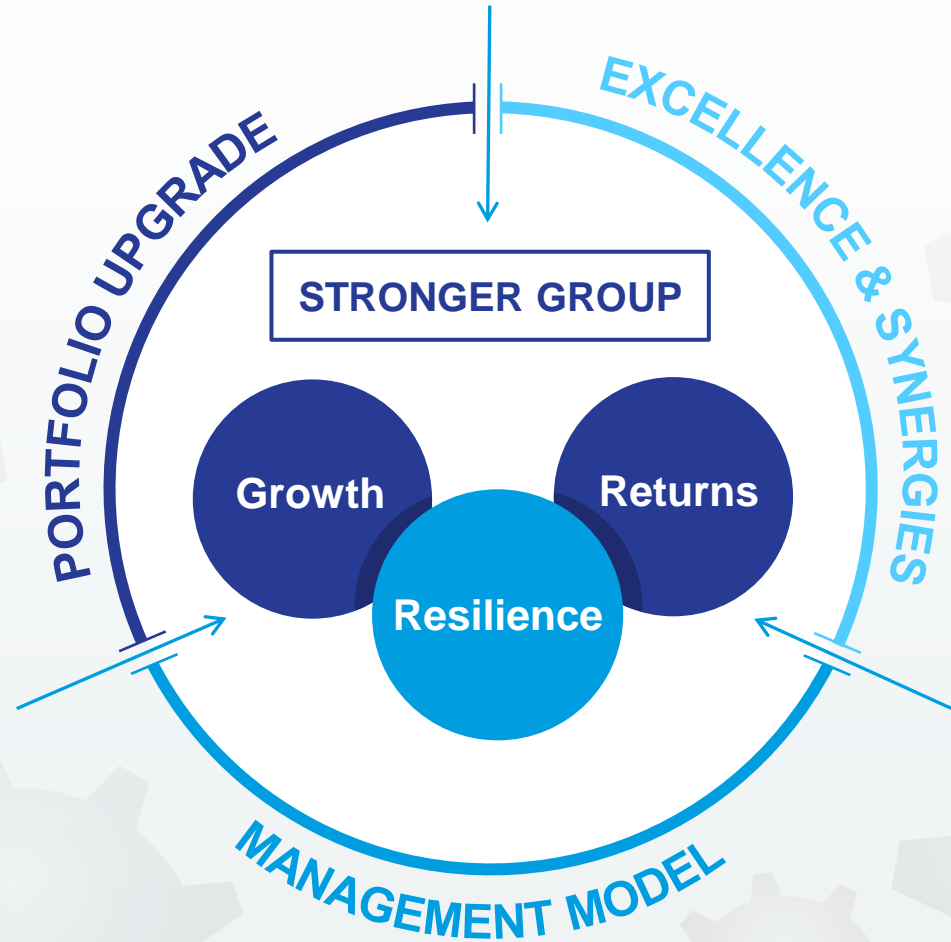 PORTFOLIO UPGRADE
EXCELLENCE & SYNERGIES
STRONGER GROUP
Growth
Returns
Resilience
MANAGEMENT MODEL